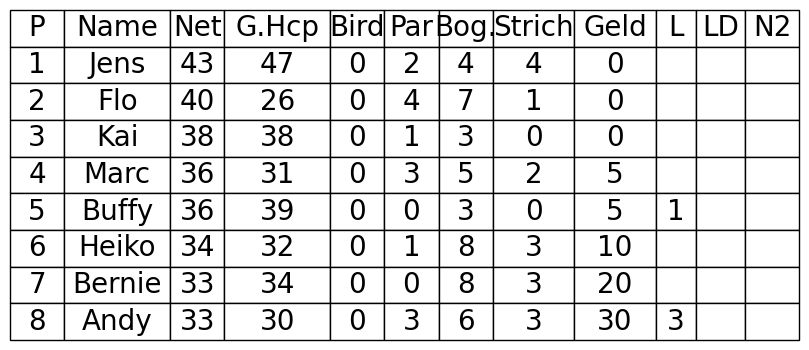 P Name Net G.Hcp Bird Par Bog. Strich Geld L LD N2
1 Jens 43 47 0 2 4 4 0
2 Flo 40 26 0 4 7 1 0
3 Kai 38 38 0 1 3 0 0
4 Marc 36 31 0 3 5 2 5
5 Buffy 36 39 0 0 3 0 5 1
6 Heiko 34 32 0 1 8 3 10
7 Bernie 33 34 0 0 8 3 20
8 Andy 33 30 0 3 6 3 30 3